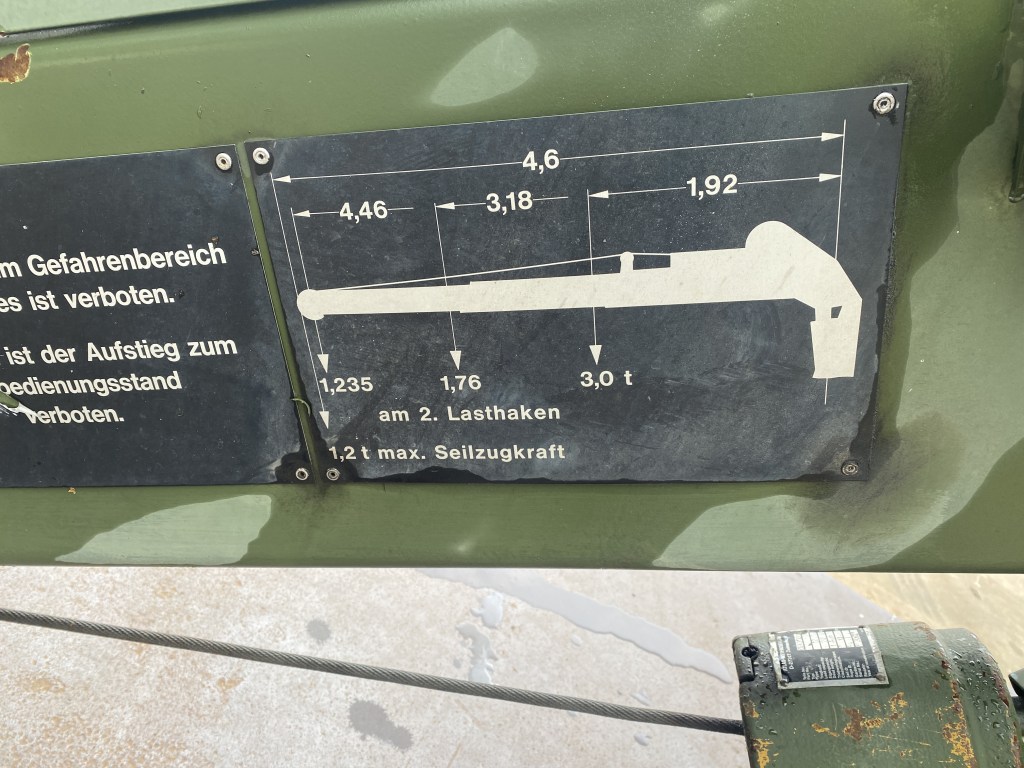 m Gefahrenbereich
es ist verboten.
ist der Aufstieg zum
bedienungsstand
verboten.
4,6
4,46 3,18 1,92
1,235 1,76 3,0 t
am 2. Lasthaken
1,2 t max. Seilzugkraft